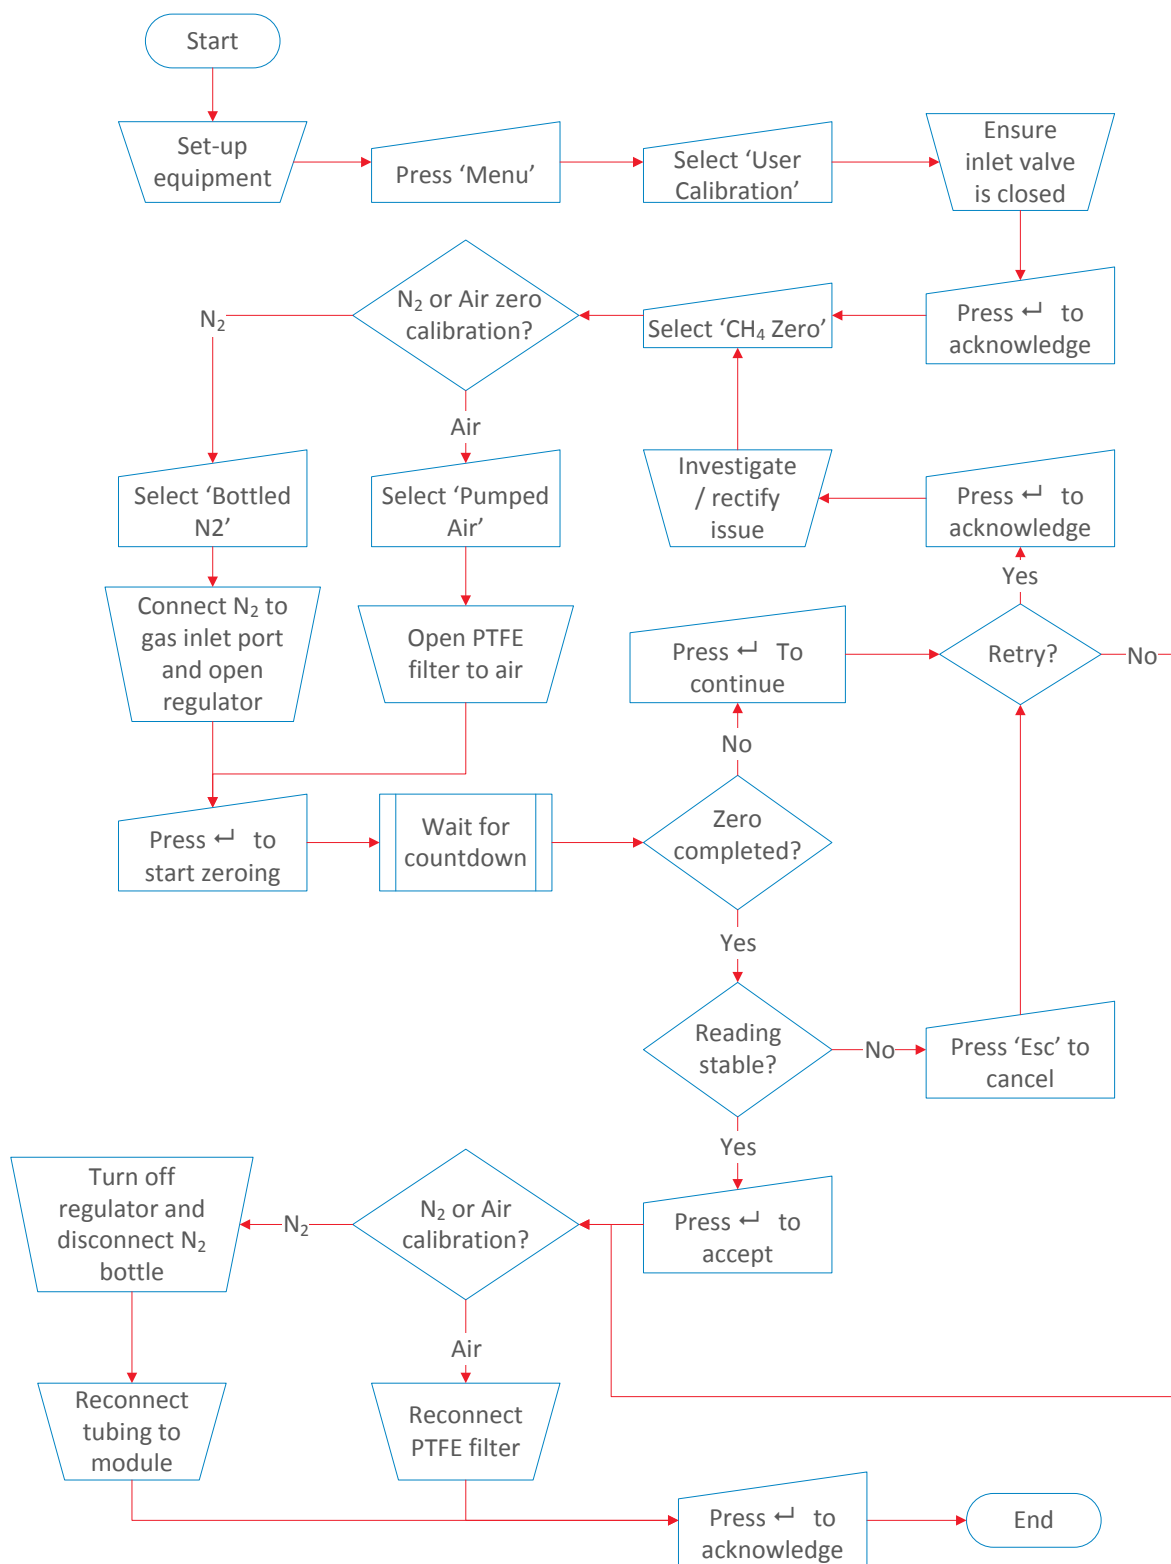 Start
Set-up
equipment
Press ‘Menu’
Select ‘User
Calibration’
Ensure
inlet valve
is closed
Press ↵ to
acknowledge
Select ‘CH₄ Zero’
N₂ or Air zero
calibration?
N₂
Air
Select ‘Bottled
N2’
Select ‘Pumped
Air’
Investigate
/ rectify
issue
Press ↵ to
acknowledge
Yes
Connect N₂ to
gas inlet port
and open
regulator
Open PTFE
filter to air
Press ↵ To
continue
Retry?
No
No
Press ↵ to
start zeroing
Wait for
countdown
Zero
completed?
Yes
Reading
stable?
No
Press ‘Esc’ to
cancel
Yes
Turn off
regulator and
disconnect N₂
bottle
N₂
N₂ or Air
calibration?
Press ↵ to
accept
Air
Reconnect
tubing to
module
Reconnect
PTFE filter
Press ↵ to
acknowledge
End